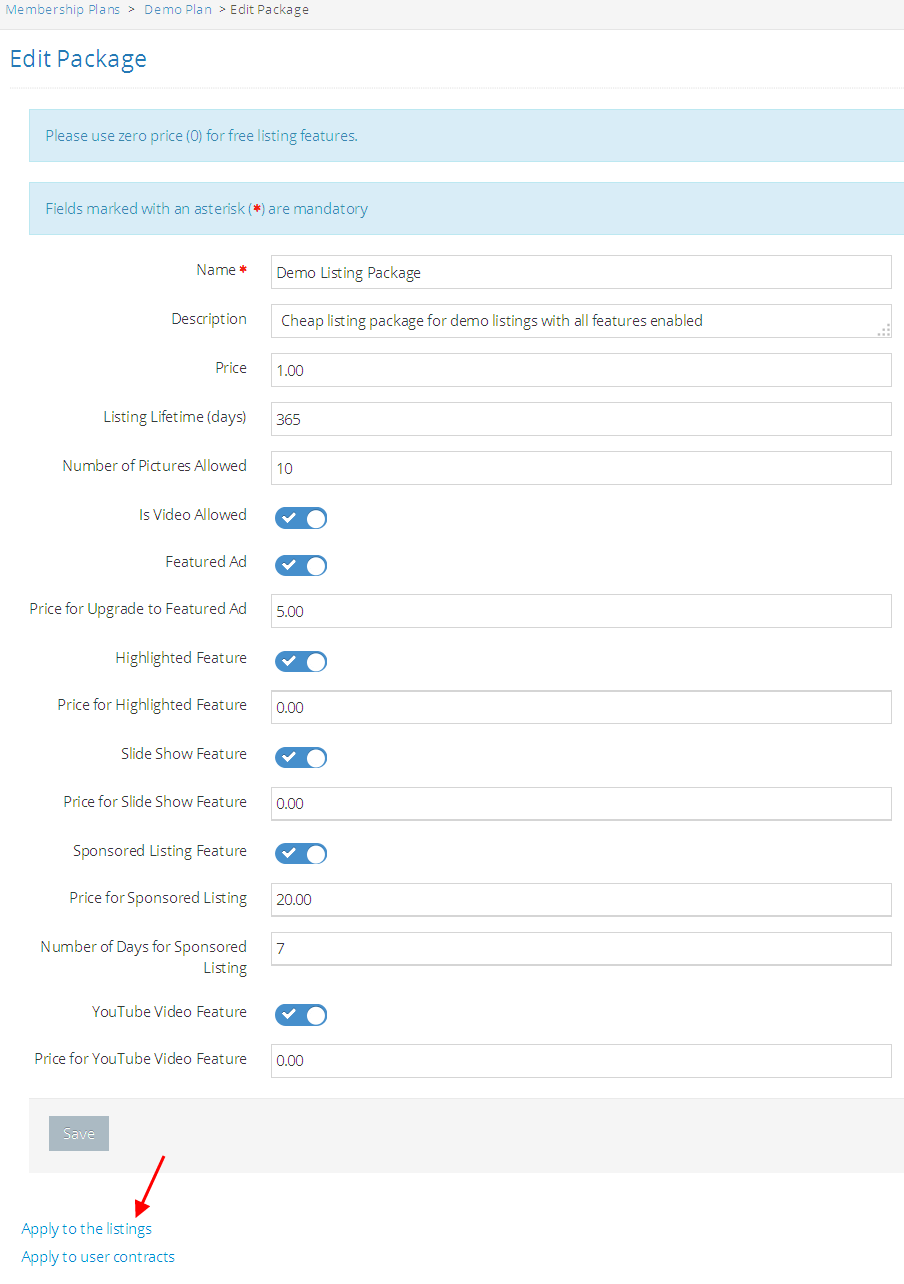 Membership Plans > Demo Plan > Edit Package
Edit Package
Please use zero price (0) for free listing features.
Fields marked with an asterisk (*) are mandatory
Name * Demo Listing Package
Description Cheap listing package for demo listings with all features enabled
Price 1.00
Listing Lifetime (days) 365
Number of Pictures Allowed 10
Is Video Allowed
Featured Ad
Price for Upgrade to Featured Ad 5.00
Highlighted Feature
Price for Highlighted Feature 0.00
Slide Show Feature
Price for Slide Show Feature 0.00
Sponsored Listing Feature
Price for Sponsored Listing 20.00
Number of Days for Sponsored 7
Listing
YouTube Video Feature
Price for YouTube Video Feature 0.00
Save
Apply to the listings
Apply to user contracts